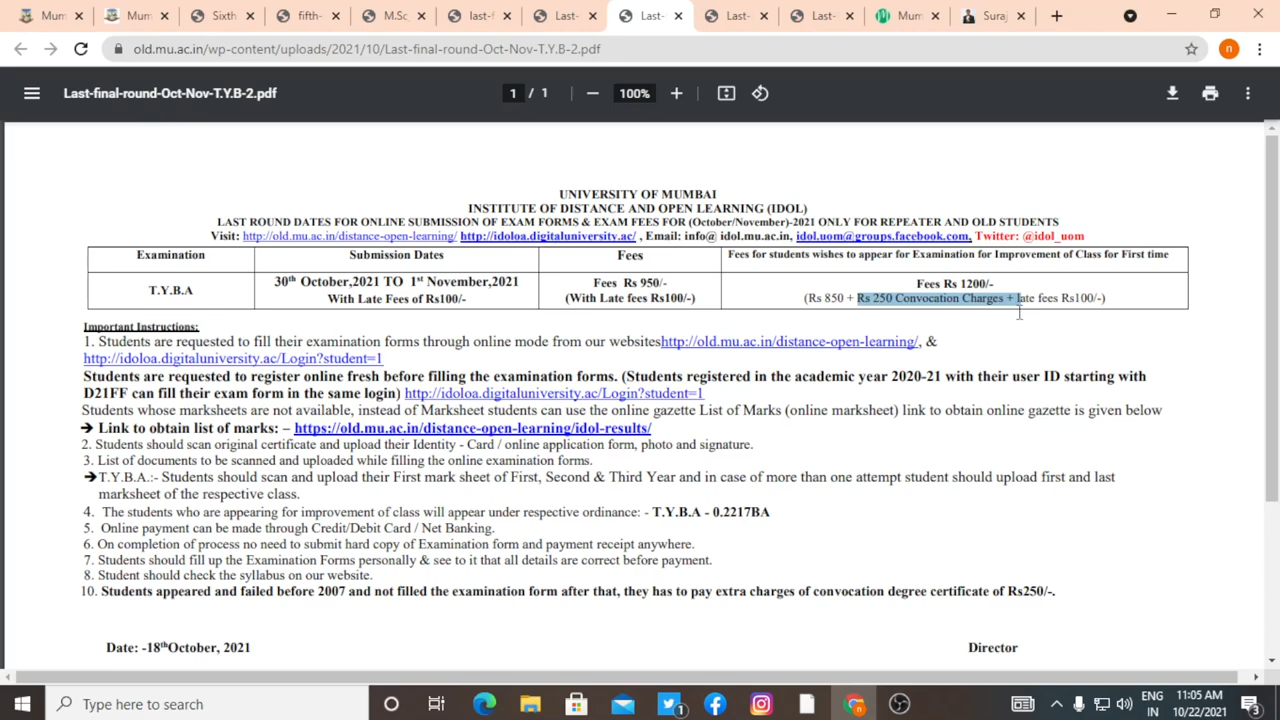 Mum
Mum
Sixth
fifth-
M.Sc
last-f
Last-
Last-
Last-
Last-
Mum
Suraj
old.mu.ac.in/wp-content/uploads/2021/10/Last-final-round-Oct-Nov-T.Y.B-2.pdf
n
Last-final-round-Oct-Nov-T.Y.B-2.pdf
1 / 1
100%
UNIVERSITY OF MUMBAI
INSTITUTE OF DISTANCE AND OPEN LEARNING (IDOL)
LAST ROUND DATES FOR ONLINE SUBMISSION OF EXAM FORMS & EXAM FEES FOR (October/November)-2021 ONLY FOR REPEATER AND OLD STUDENTS
Visit: http://old.mu.ac.in/distance-open-learning/ http://idoloa.digitaluniversity.ac/ , Email: info@ idol.mu.ac.in, idol.uom@groups.facebook.com, Twitter: @idol_uom
Examination Submission Dates Fees Fees for students wishes to appear for Examination for Improvement of Class for First time
T.Y.B.A 30th October,2021 TO 1st November,2021 Fees Rs 950/- Fees Rs 1200/-
With Late Fees of Rs100/- (With Late fees Rs100/-) (Rs 850 + Rs 250 Convocation Charges + late fees Rs100/-)
Important Instructions:
1. Students are requested to fill their examination forms through online mode from our websiteshttp://old.mu.ac.in/distance-open-learning/, &
http://idoloa.digitaluniversity.ac/Login?student=1
Students are requested to register online fresh before filling the examination forms. (Students registered in the academic year 2020-21 with their user ID starting with
D21FF can fill their exam form in the same login) http://idoloa.digitaluniversity.ac/Login?student=1
Students whose marksheets are not available, instead of Marksheet students can use the online gazette List of Marks (online marksheet) link to obtain online gazette is given below
➔ Link to obtain list of marks: – https://old.mu.ac.in/distance-open-learning/idol-results/
2. Students should scan original certificate and upload their Identity - Card / online application form, photo and signature.
3. List of documents to be scanned and uploaded while filling the online examination forms.
➔T.Y.B.A.:- Students should scan and upload their First mark sheet of First, Second & Third Year and in case of more than one attempt student should upload first and last
marksheet of the respective class.
4. The students who are appearing for improvement of class will appear under respective ordinance: - T.Y.B.A - 0.2217BA
5. Online payment can be made through Credit/Debit Card / Net Banking.
6. On completion of process no need to submit hard copy of Examination form and payment receipt anywhere.
7. Students should fill up the Examination Forms personally & see to it that all details are correct before payment.
8. Student should check the syllabus on our website.
10. Students appeared and failed before 2007 and not filled the examination form after that, they has to pay extra charges of convocation degree certificate of Rs250/-.
Date: -18thOctober, 2021 Director
Type here to search
1
n
ENG
IN
11:05 AM
10/22/2021
3